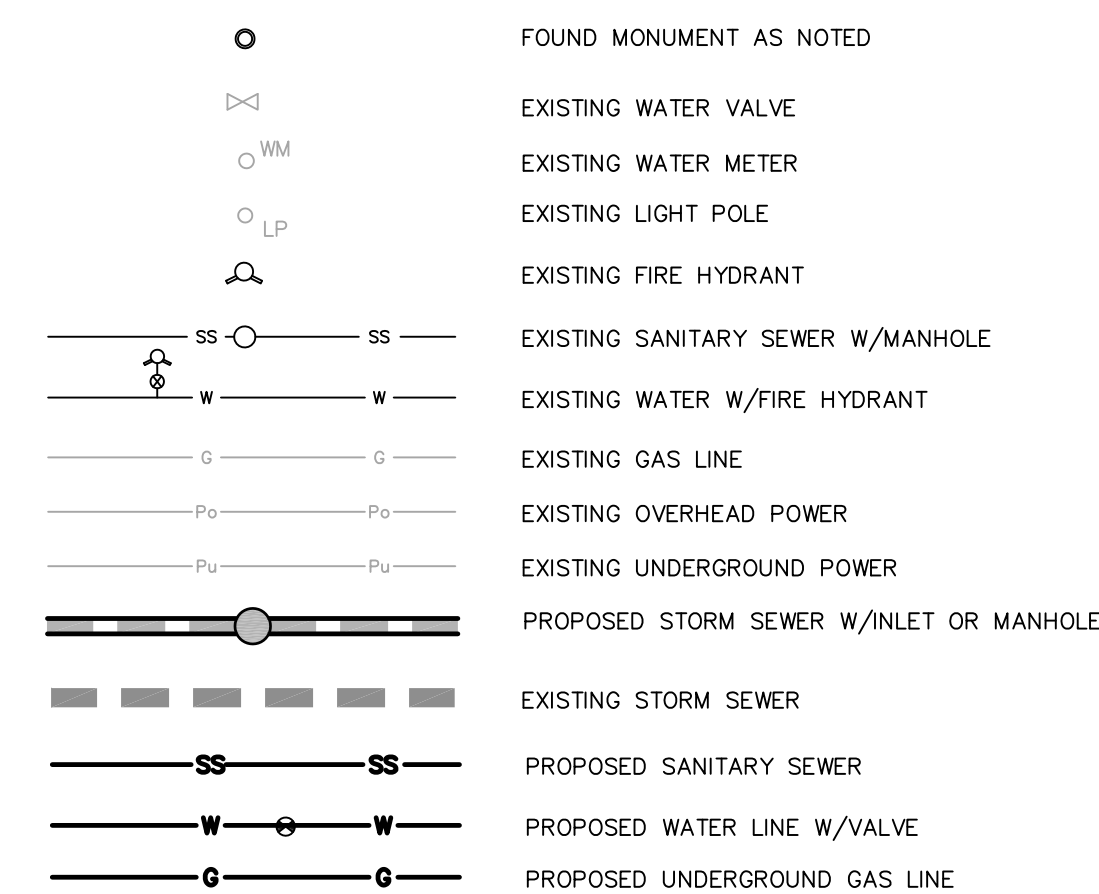 FOUND MONUMENT AS NOTED
EXISTING WATER VALVE
WM EXISTING WATER METER
LP EXISTING LIGHT POLE
EXISTING FIRE HYDRANT
SS SS EXISTING SANITARY SEWER W/MANHOLE
W W EXISTING WATER W/FIRE HYDRANT
G G EXISTING GAS LINE
Po Po EXISTING OVERHEAD POWER
Pu Pu EXISTING UNDERGROUND POWER
PROPOSED STORM SEWER W/INLET OR MANHOLE
EXISTING STORM SEWER
SS SS PROPOSED SANITARY SEWER
W W PROPOSED WATER LINE W/VALVE
G G PROPOSED UNDERGROUND GAS LINE